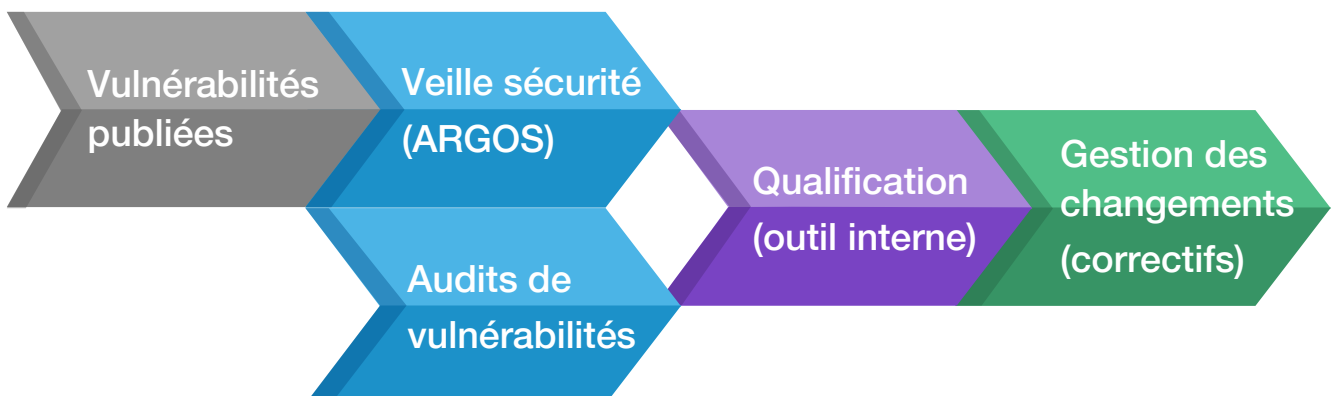 Vulnérabilités
publiées
Veille sécurité
(ARGOS)
Audits de
vulnérabilités
Qualification
(outil interne)
Gestion des
changements
(correctifs)